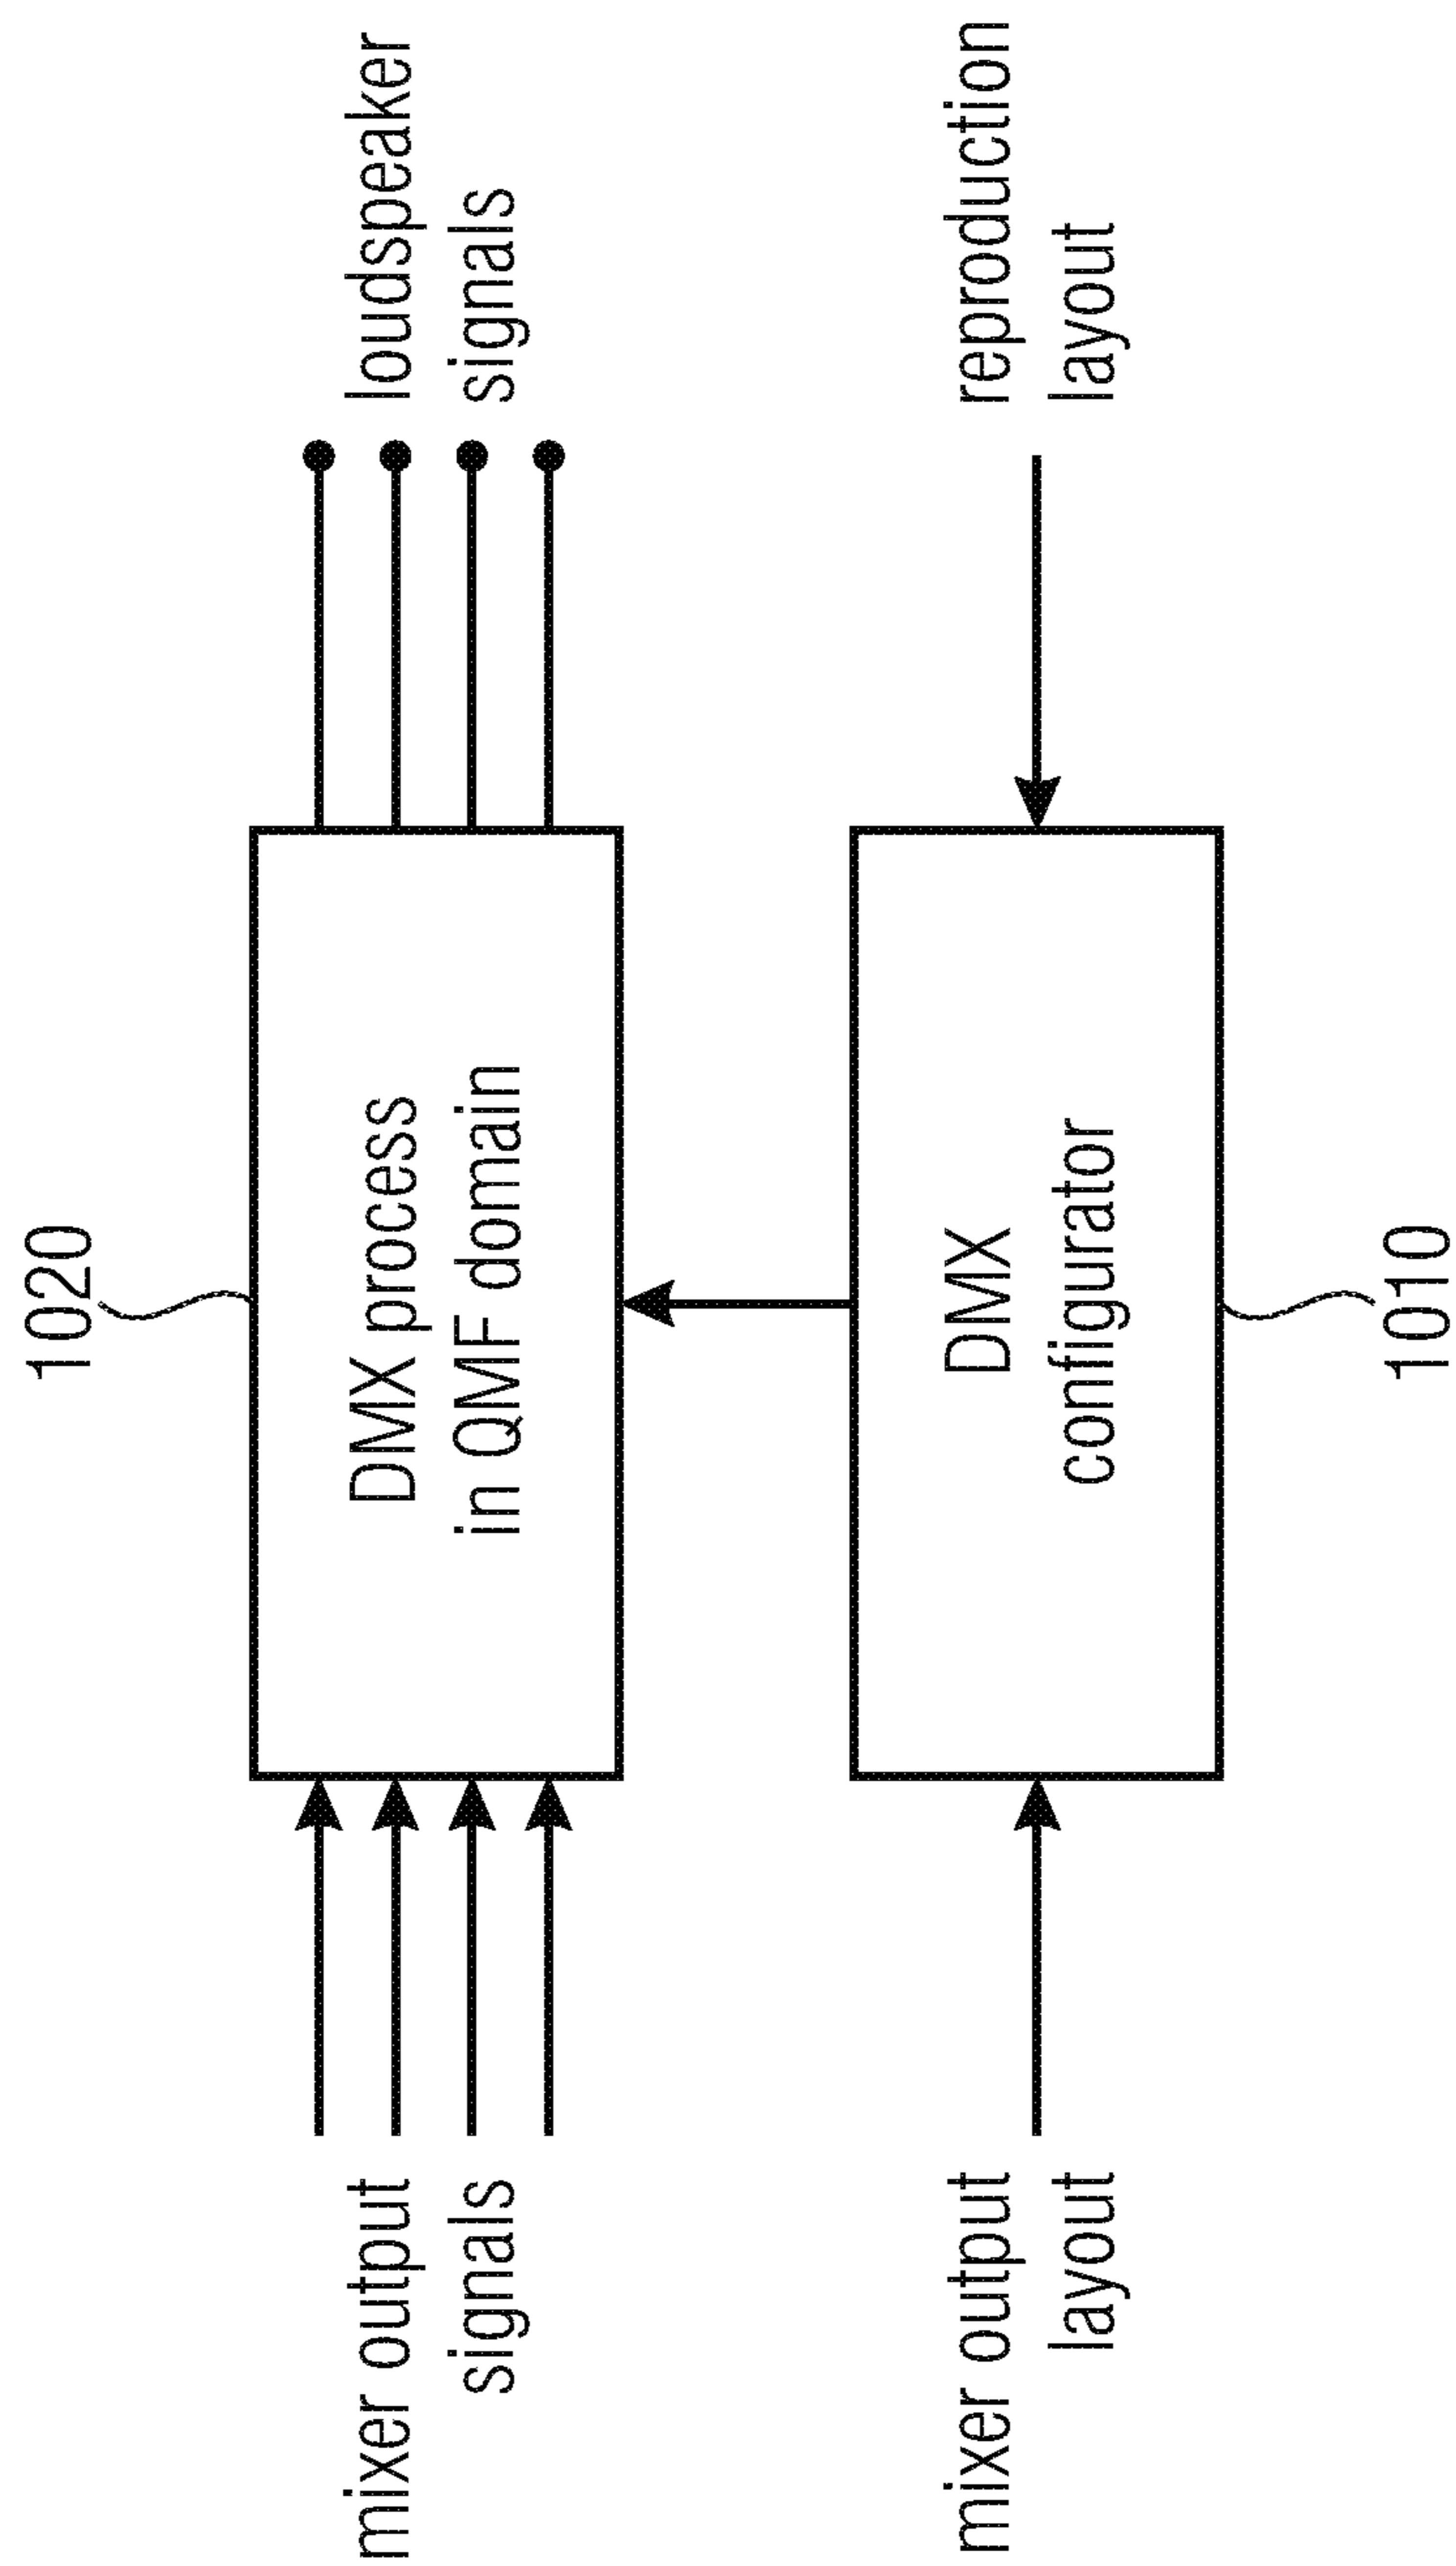 1020
mixer output
signals
DMX process
in QMF domain
loudspeaker
signals
mixer output
layout
DMX
configurator
reproduction
layout
1010